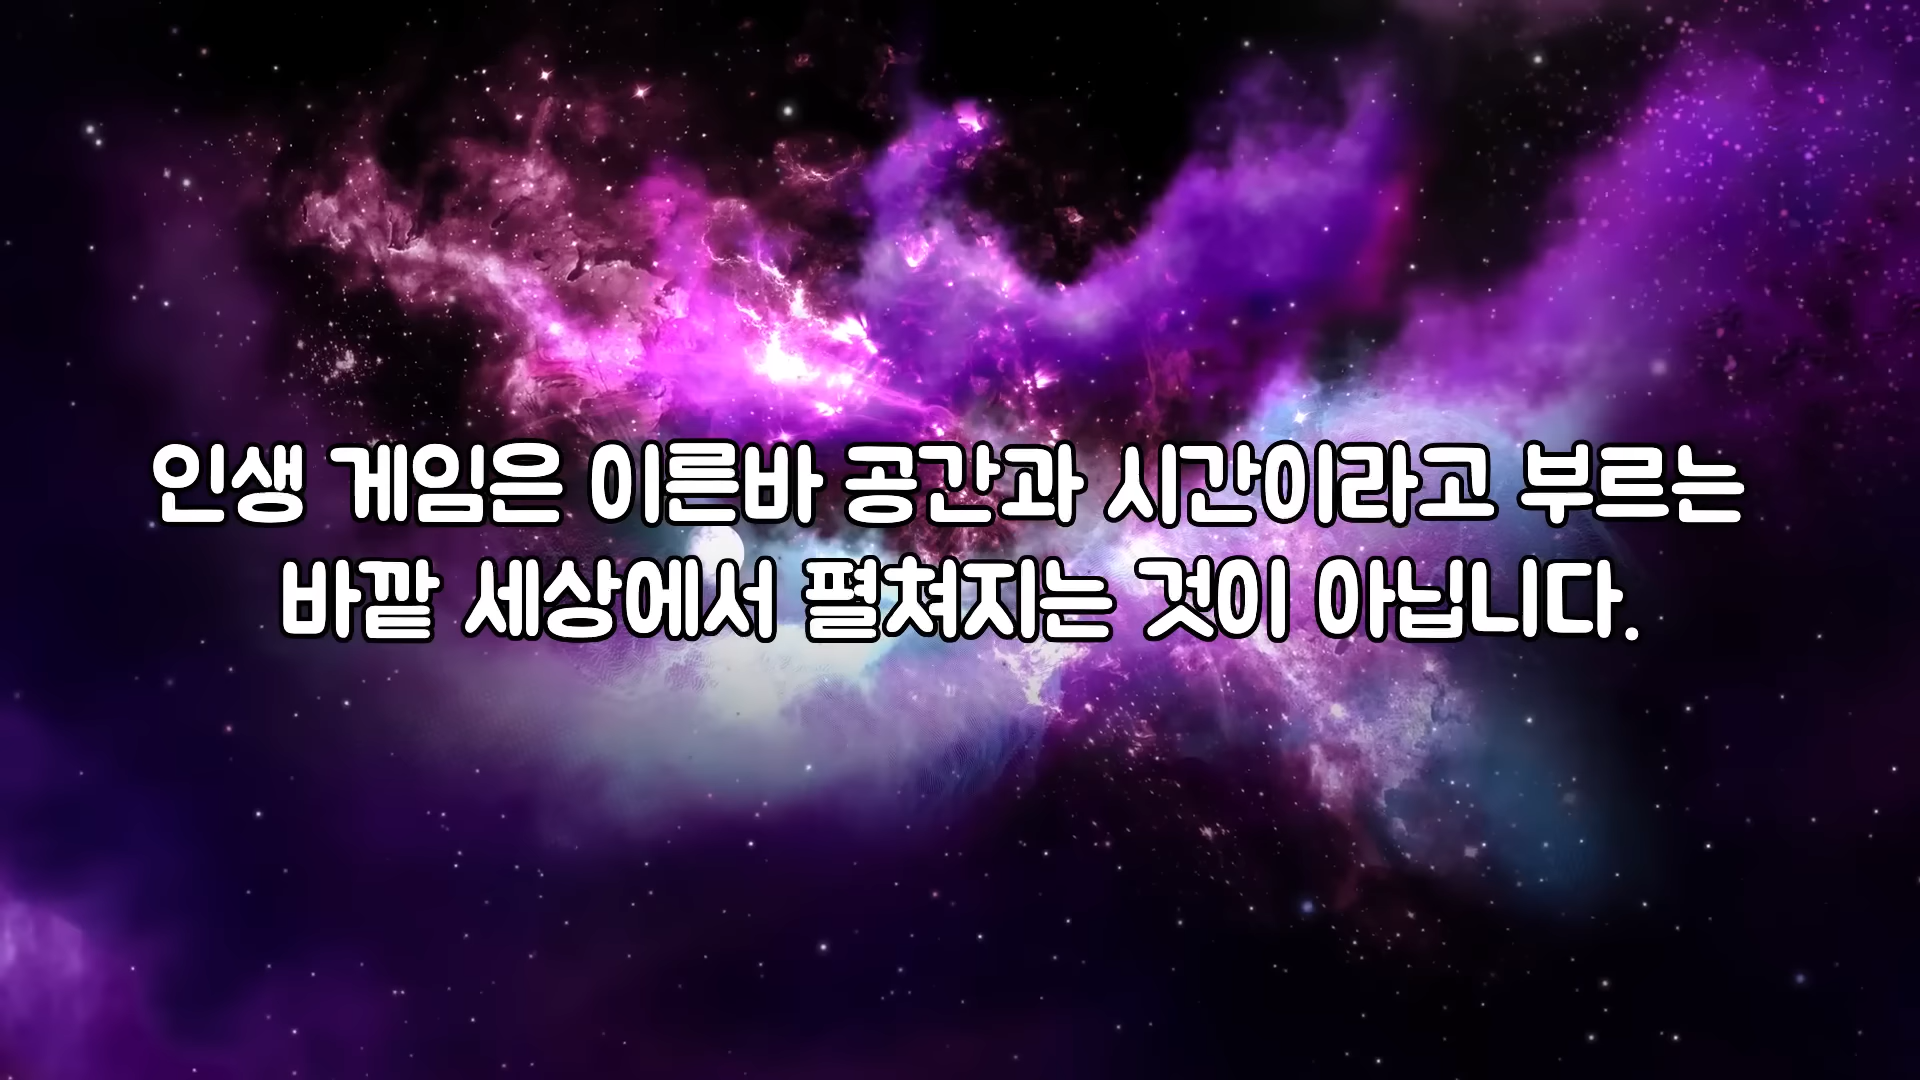 인생 게임은 이른바 공간과 시간이라고 부르는
바깥 세상에서 펼쳐지는 것이 아닙니다.